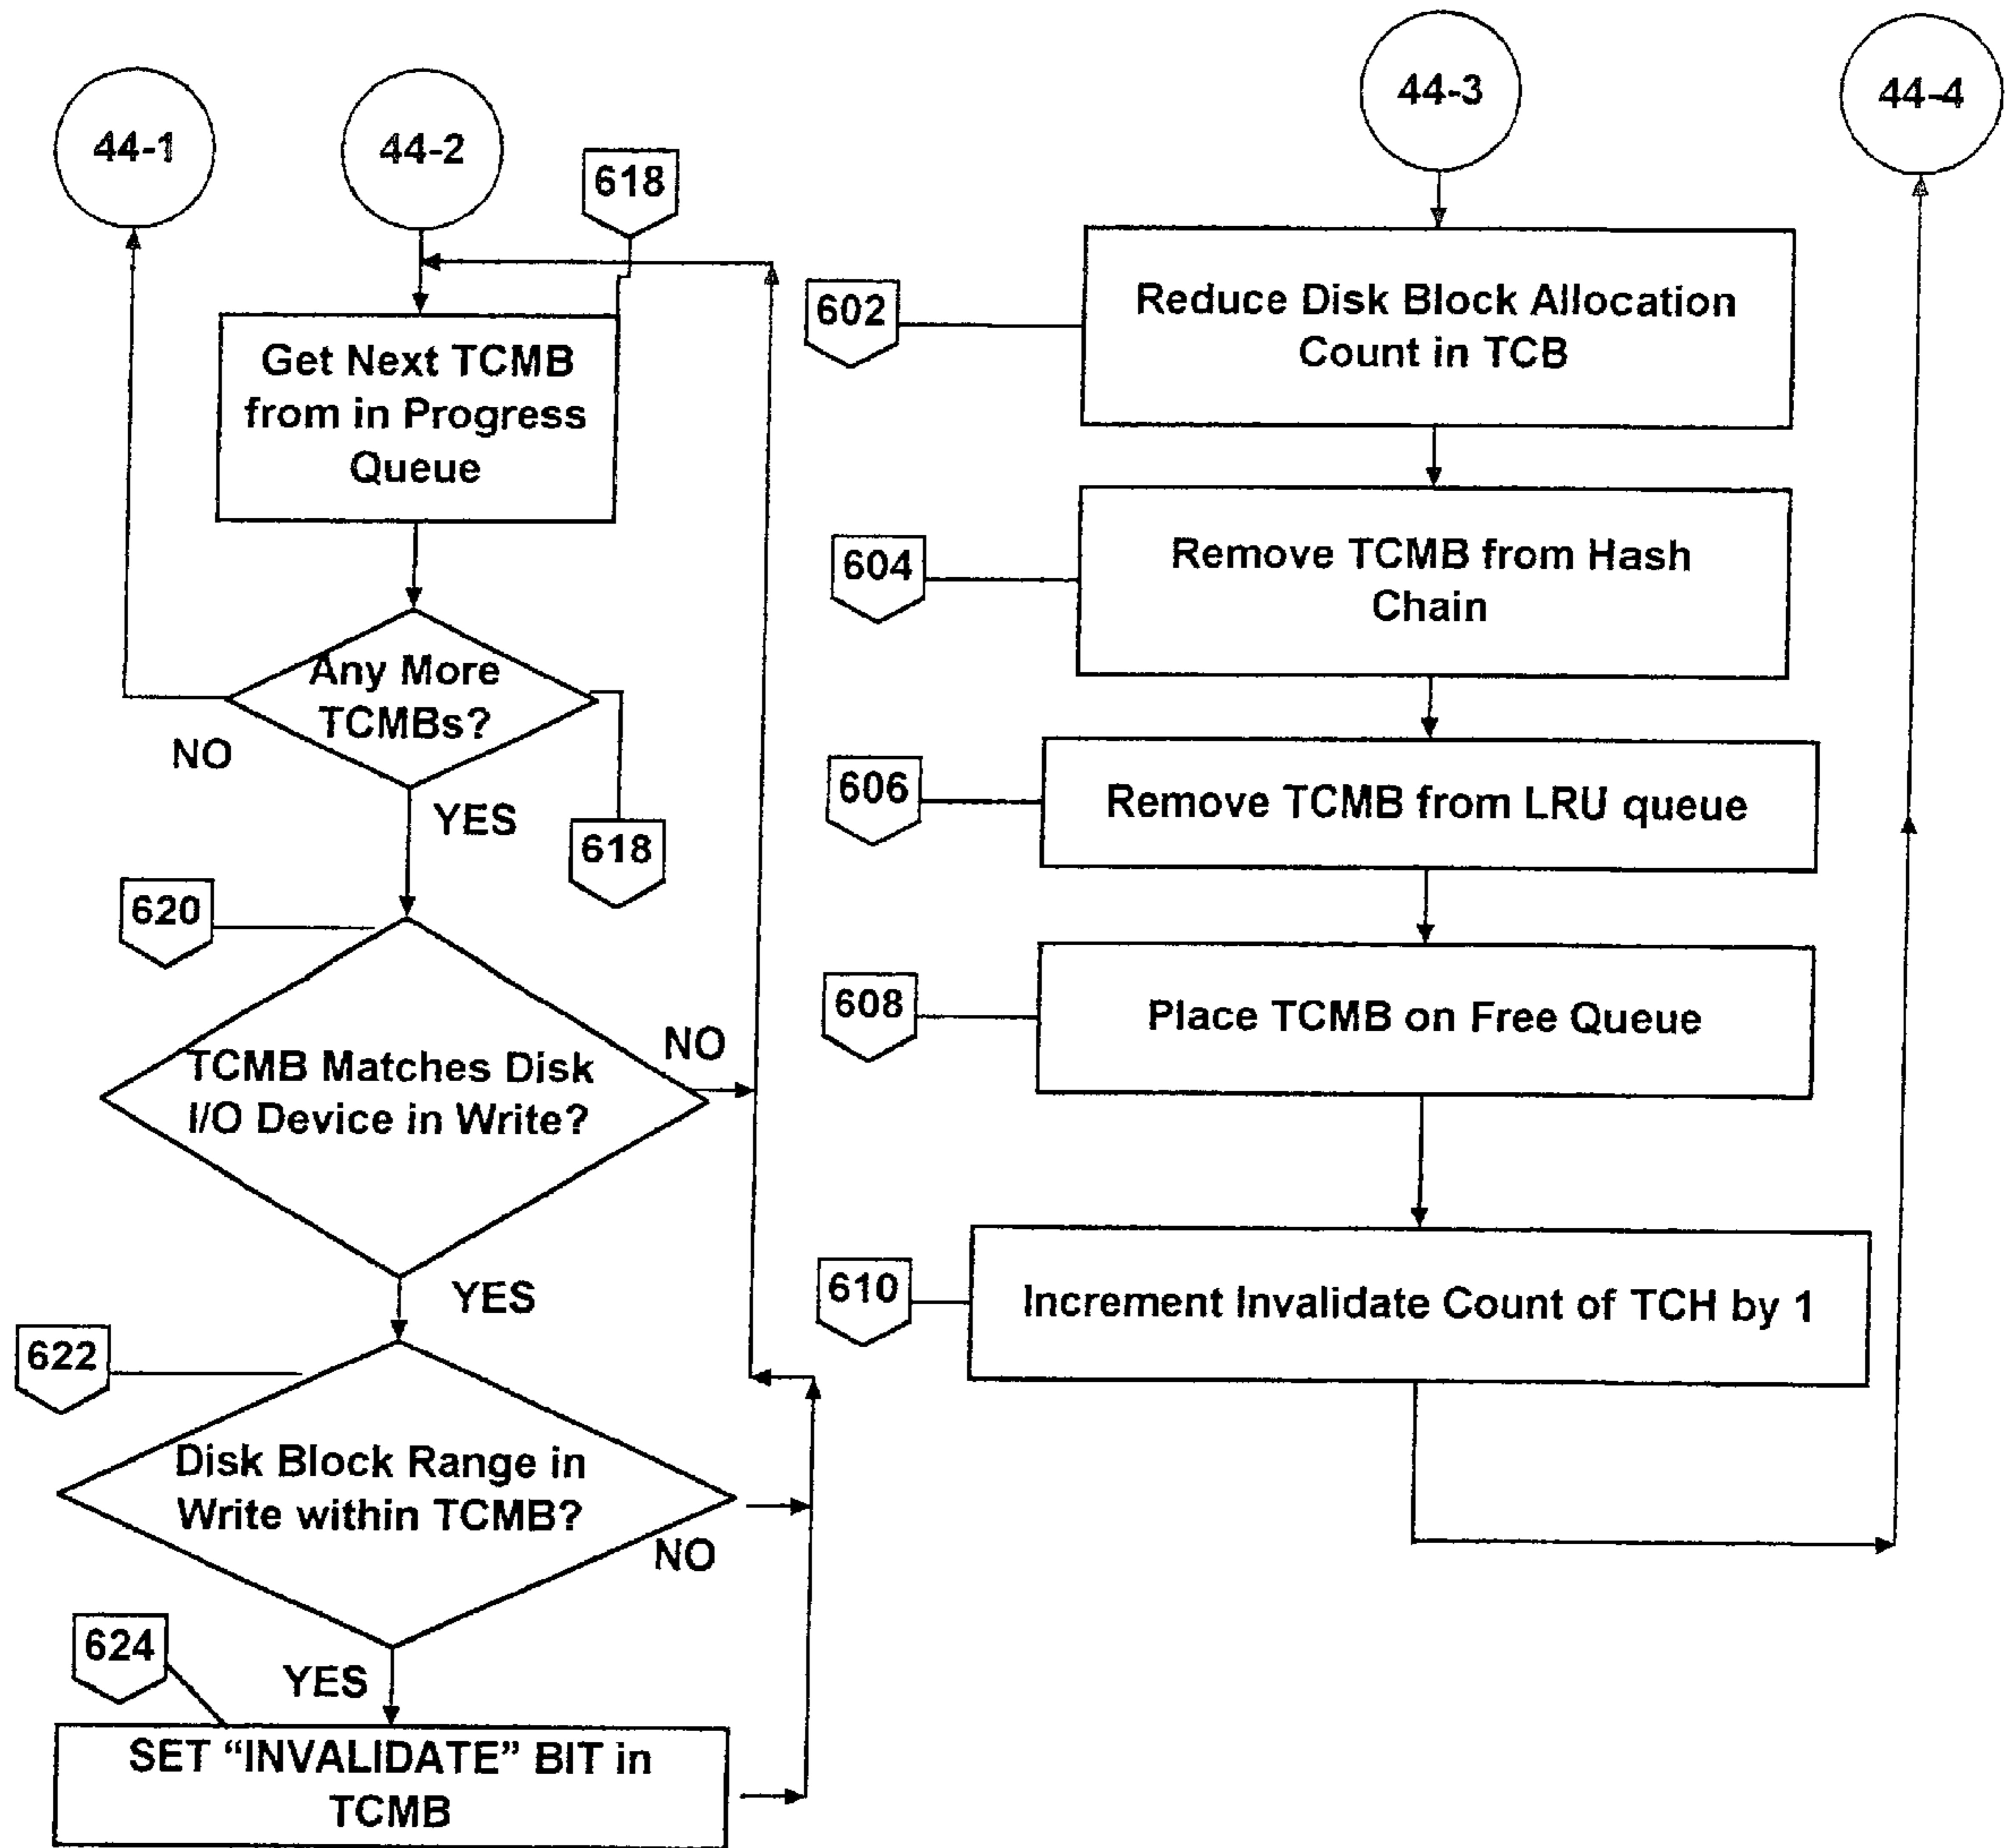 44-1
44-2
618
Get Next TCMB
from in Progress
Queue
Any More
TCMBs?
NO
YES
618
620
TCMB Matches Disk
I/O Device in Write?
NO
YES
622
Disk Block Range in
Write within TCMB?
NO
624
YES
SET “INVALIDATE” BIT in
TCMB
44-3
44-4
602
Reduce Disk Block Allocation
Count in TCB
604
Remove TCMB from Hash
Chain
606
Remove TCMB from LRU queue
608
Place TCMB on Free Queue
610
Increment Invalidate Count of TCH by 1